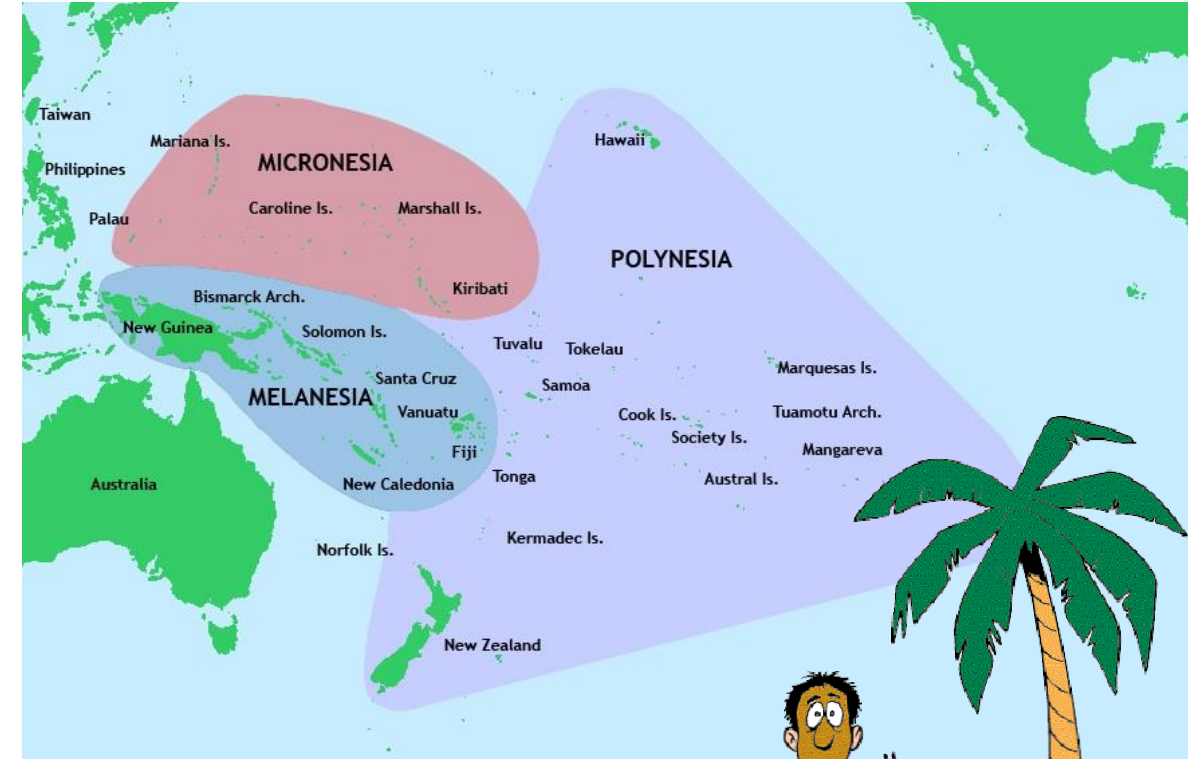 Taiwan
Hawaii
Mariana Is.
MICRONESIA
Philippines
Caroline Is.
Marshall Is.
Palau
POLYNESIA
Kiribati
Bismarck Arch.
New Guinea
Solomon Is.
Tuvalu
Tokelau
Marquesas Is.
Santa Cruz
Samoa
MELANESIA
Vanuatu
Cook Is.
Tuamotu Arch.
Society Is.
Fiji
Mangareva
Tonga
Austral Is.
Australia
New Caledonia
Kermadec Is.
Norfolk Is.
New Zealand